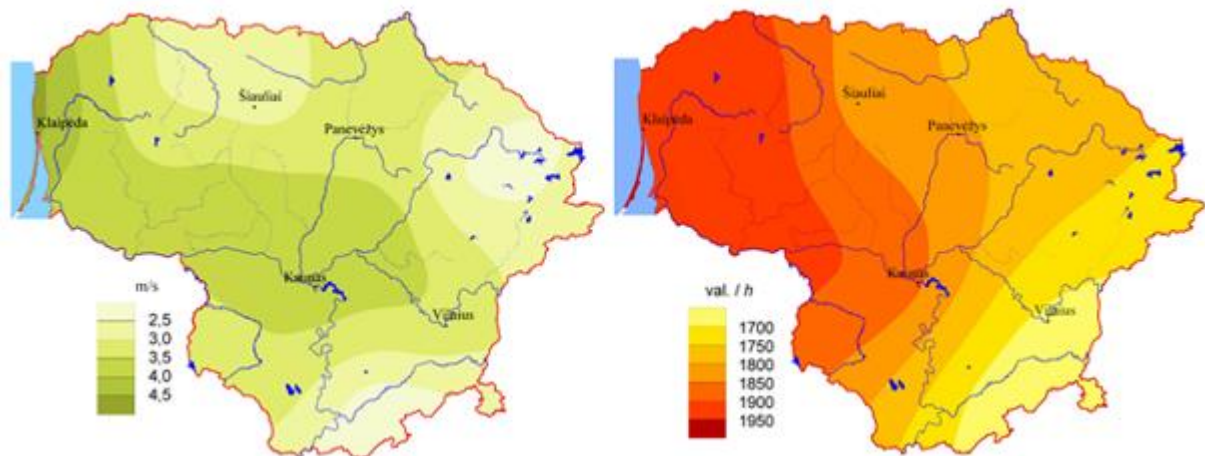 Šiauliai
Klaipėda
Panevėžys
Kaunas
Vilnius
m/s
2,5
3,0
3,5
4,0
4,5
Šiauliai
Klaipėda
Panevėžys
Kaunas
Vilnius
val. / h
1700
1750
1800
1850
1900
1950